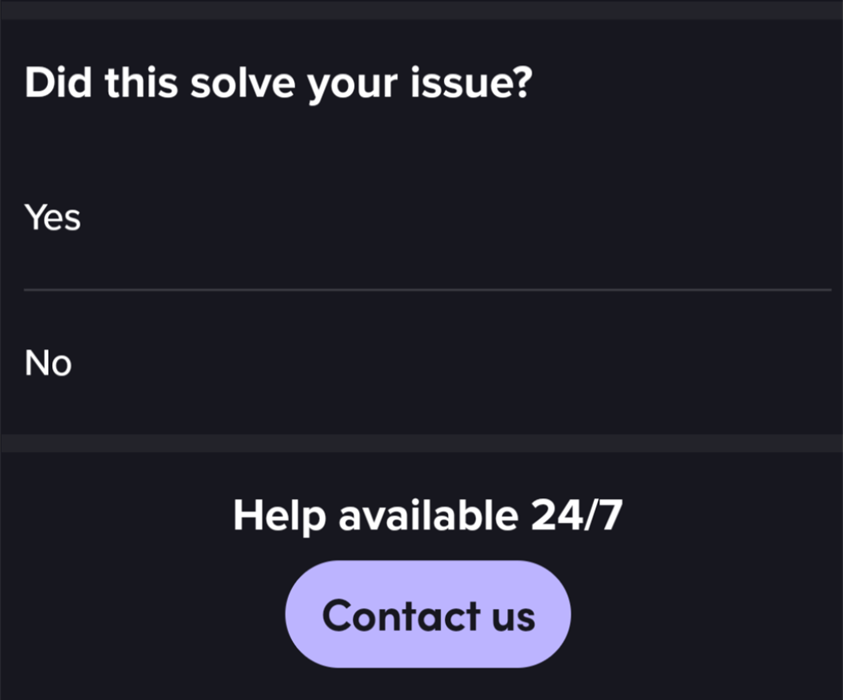 Did this solve your issue?
Yes
No
Help available 24/7
Contact us